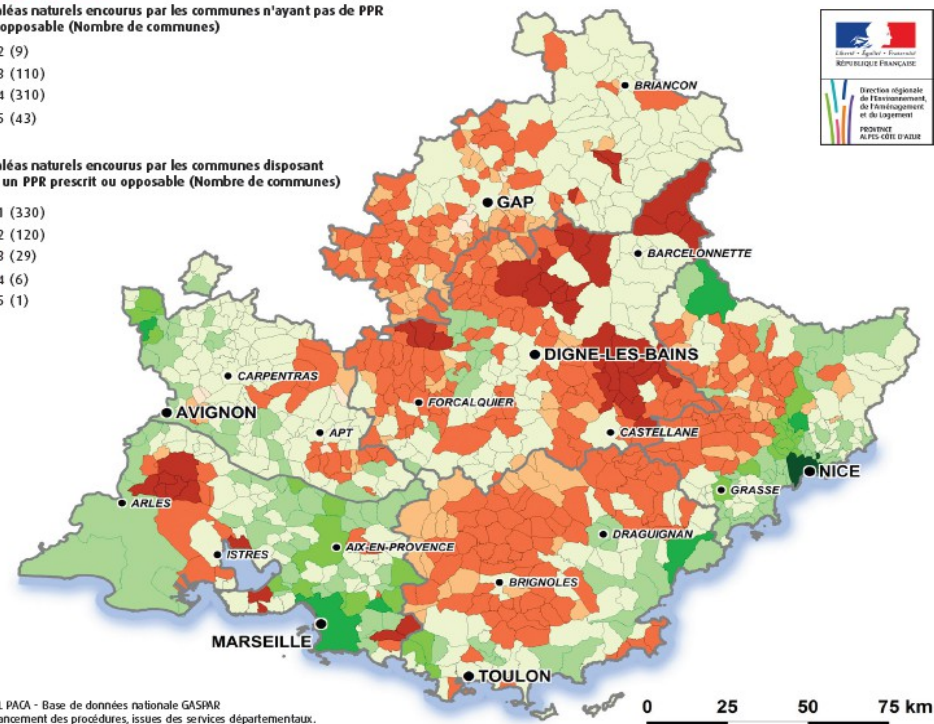 aléas naturels encourus par les communes n'ayant pas de PPR
opposable (Nombre de communes)
2 (9)
3 (110)
4 (310)
5 (43)
aléas naturels encourus par les communes disposant
un PPR prescrit ou opposable (Nombre de communes)
1 (330)
2 (120)
3 (29)
4 (6)
5 (1)
Liberté • Égalité • Fraternité
RÉPUBLIQUE FRANÇAISE
Direction régionale
de l'Environnement,
de l'Aménagement
et du Logement
PROVENCE
ALPES-CÔTE D'AZUR
BRIANCON
GAP
BARCELONNETTE
DIGNE-LES-BAINS
CARPENTRAS
FORCALQUIER
AVIGNON
APT
CASTELLANE
NICE
GRASSE
ARLES
DRAGUIGNAN
ISTRES
AIX-EN-PROVENCE
BRIGNOLES
MARSEILLE
TOULON
L PACA - Base de données nationale GASPAR
ancement des procédures, issues des services départementaux.
0 25 50 75 km